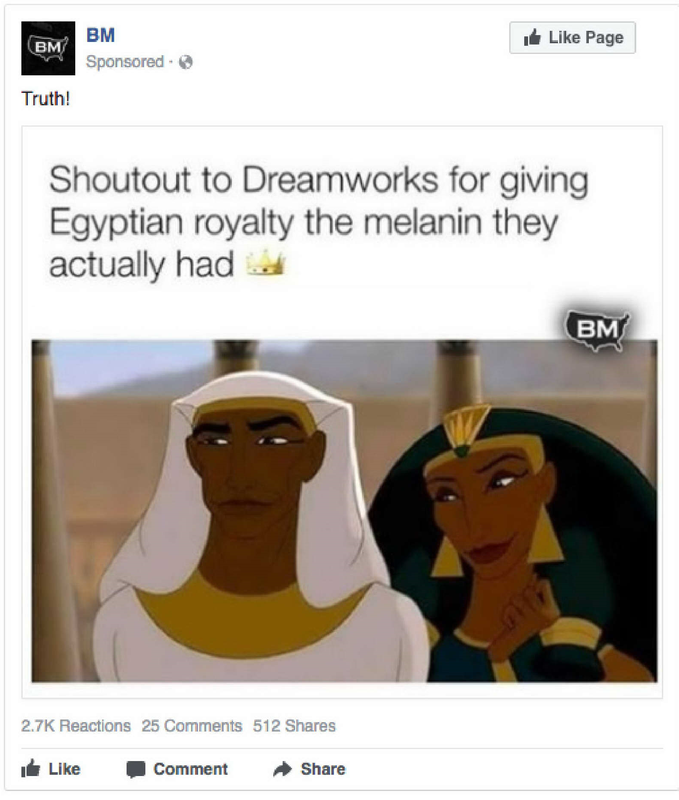 BM
BM
Sponsored ·
Like Page
Truth!
Shoutout to Dreamworks for giving
Egyptian royalty the melanin they
actually had 👑
BM
2.7K Reactions 25 Comments 512 Shares
Like Comment Share